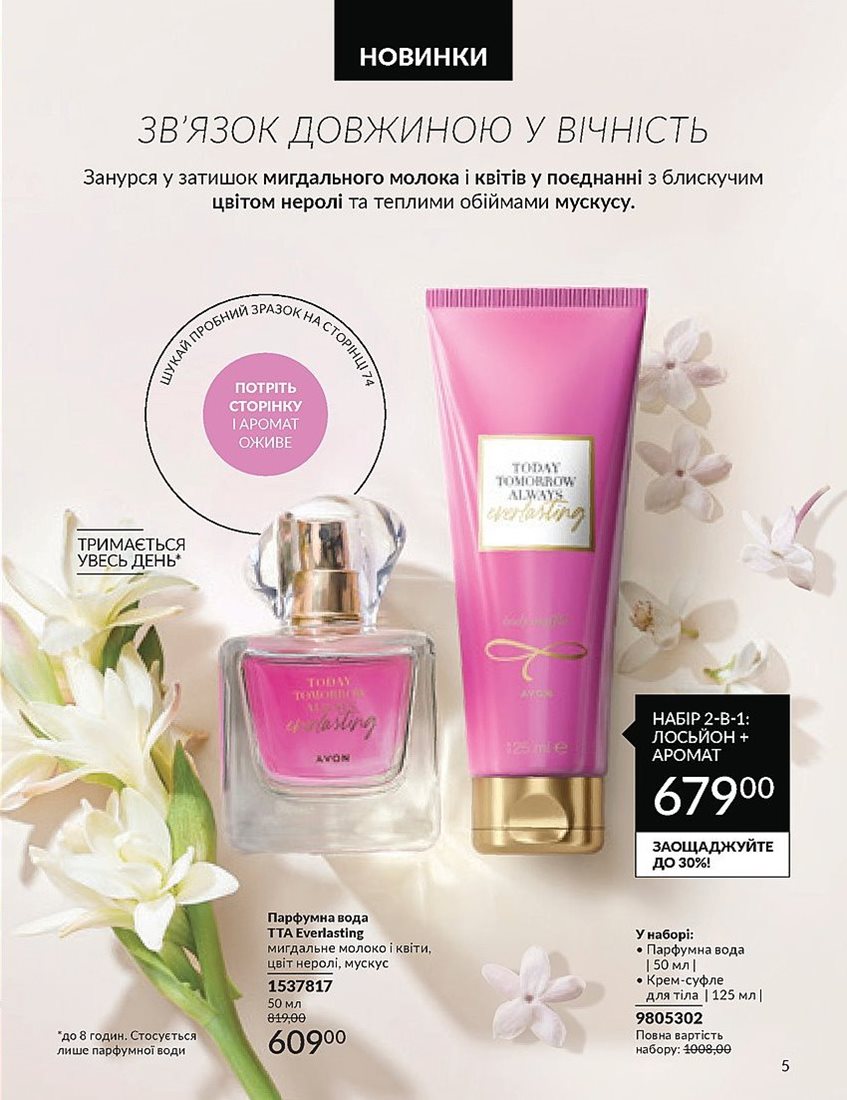 НОВИНКИ
ЗВ’ЯЗОК ДОВЖИНОЮ У ВІЧНІСТЬ
Занурся у затишок мигдального молока і квітів у поєднанні з блискучим
цвітом неролі та теплими обіймами мускусу.
ШУКАЙ ПРОБНИЙ ЗРАЗОК НА СТОРІНЦІ 74
ПОТРІТЬ
СТОРІНКУ
І АРОМАТ
ОЖИВЕ
ТРИМАЄТЬСЯ
УВЕСЬ ДЕНЬ*
TODAY
TOMORROW
ALWAYS
everlasting
AVON
125 ml e
TODAY
TOMORROW
ALWAYS
everlasting
AVON
НАБІР 2-В-1:
ЛОСЬЙОН +
АРОМАТ
67900
ЗАОЩАДЖУЙТЕ
ДО 30%!
Парфумна вода
TTA Everlasting
мигдальне молоко і квіти,
цвіт неролі, мускус
1537817
50 мл
819,00
60900
*до 8 годин. Стосується
лише парфумної води
У наборі:
• Парфумна вода
| 50 мл |
• Крем-суфле
для тіла | 125 мл |
9805302
Повна вартість
набору: 1008,00
5